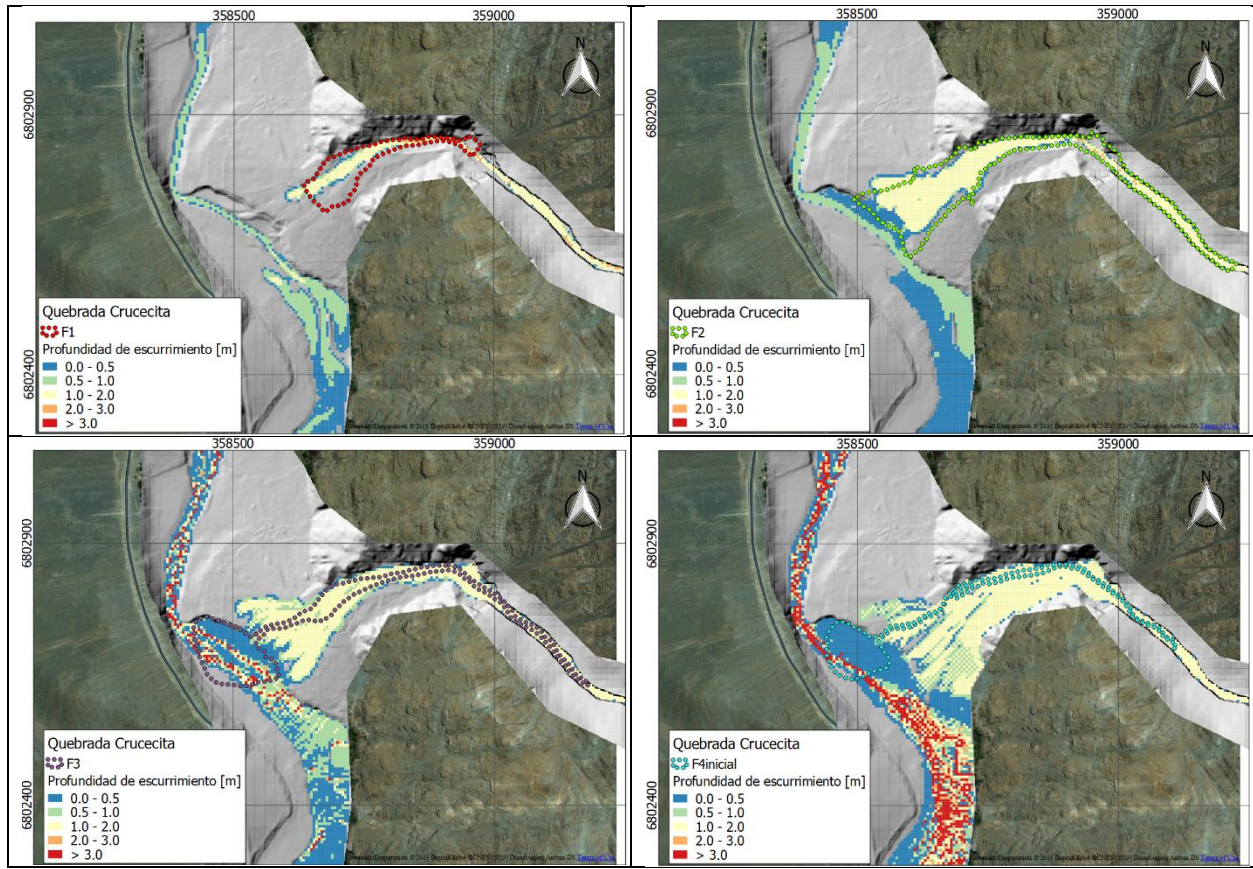 358500
359000
N
6802900
6802400
Quebrada Crucecita
F1
Profundidad de escurrimiento [m]
0.0 - 0.5
0.5 - 1.0
1.0 - 2.0
2.0 - 3.0
> 3.0
358500
359000
N
6802900
6802400
Quebrada Crucecita
F2
Profundidad de escurrimiento [m]
0.0 - 0.5
0.5 - 1.0
1.0 - 2.0
2.0 - 3.0
> 3.0
358500
359000
N
6802900
6802400
Quebrada Crucecita
F3
Profundidad de escurrimiento [m]
0.0 - 0.5
0.5 - 1.0
1.0 - 2.0
2.0 - 3.0
> 3.0
358500
359000
N
6802900
6802400
Quebrada Crucecita
F4inicial
Profundidad de escurrimiento [m]
0.0 - 0.5
0.5 - 1.0
1.0 - 2.0
2.0 - 3.0
> 3.0